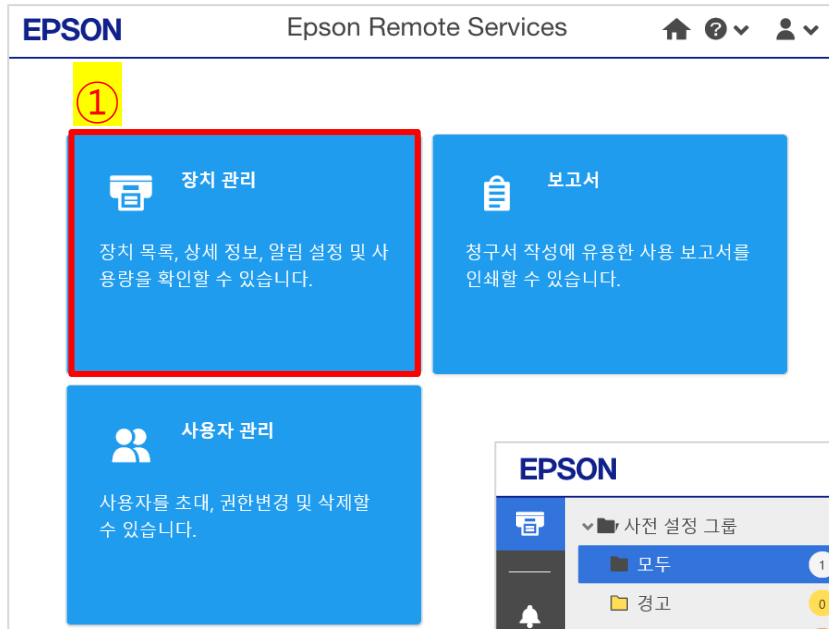 EPSON Epson Remote Services
①
장치 관리
장치 목록, 상세 정보, 알림 설정 및 사
용량을 확인할 수 있습니다.
보고서
청구서 작성에 유용한 사용 보고서를
인쇄할 수 있습니다.
사용자 관리
사용자를 초대, 권한변경 및 삭제할
수 있습니다.
EPSON
사전 설정 그룹
모두 1
경고 0